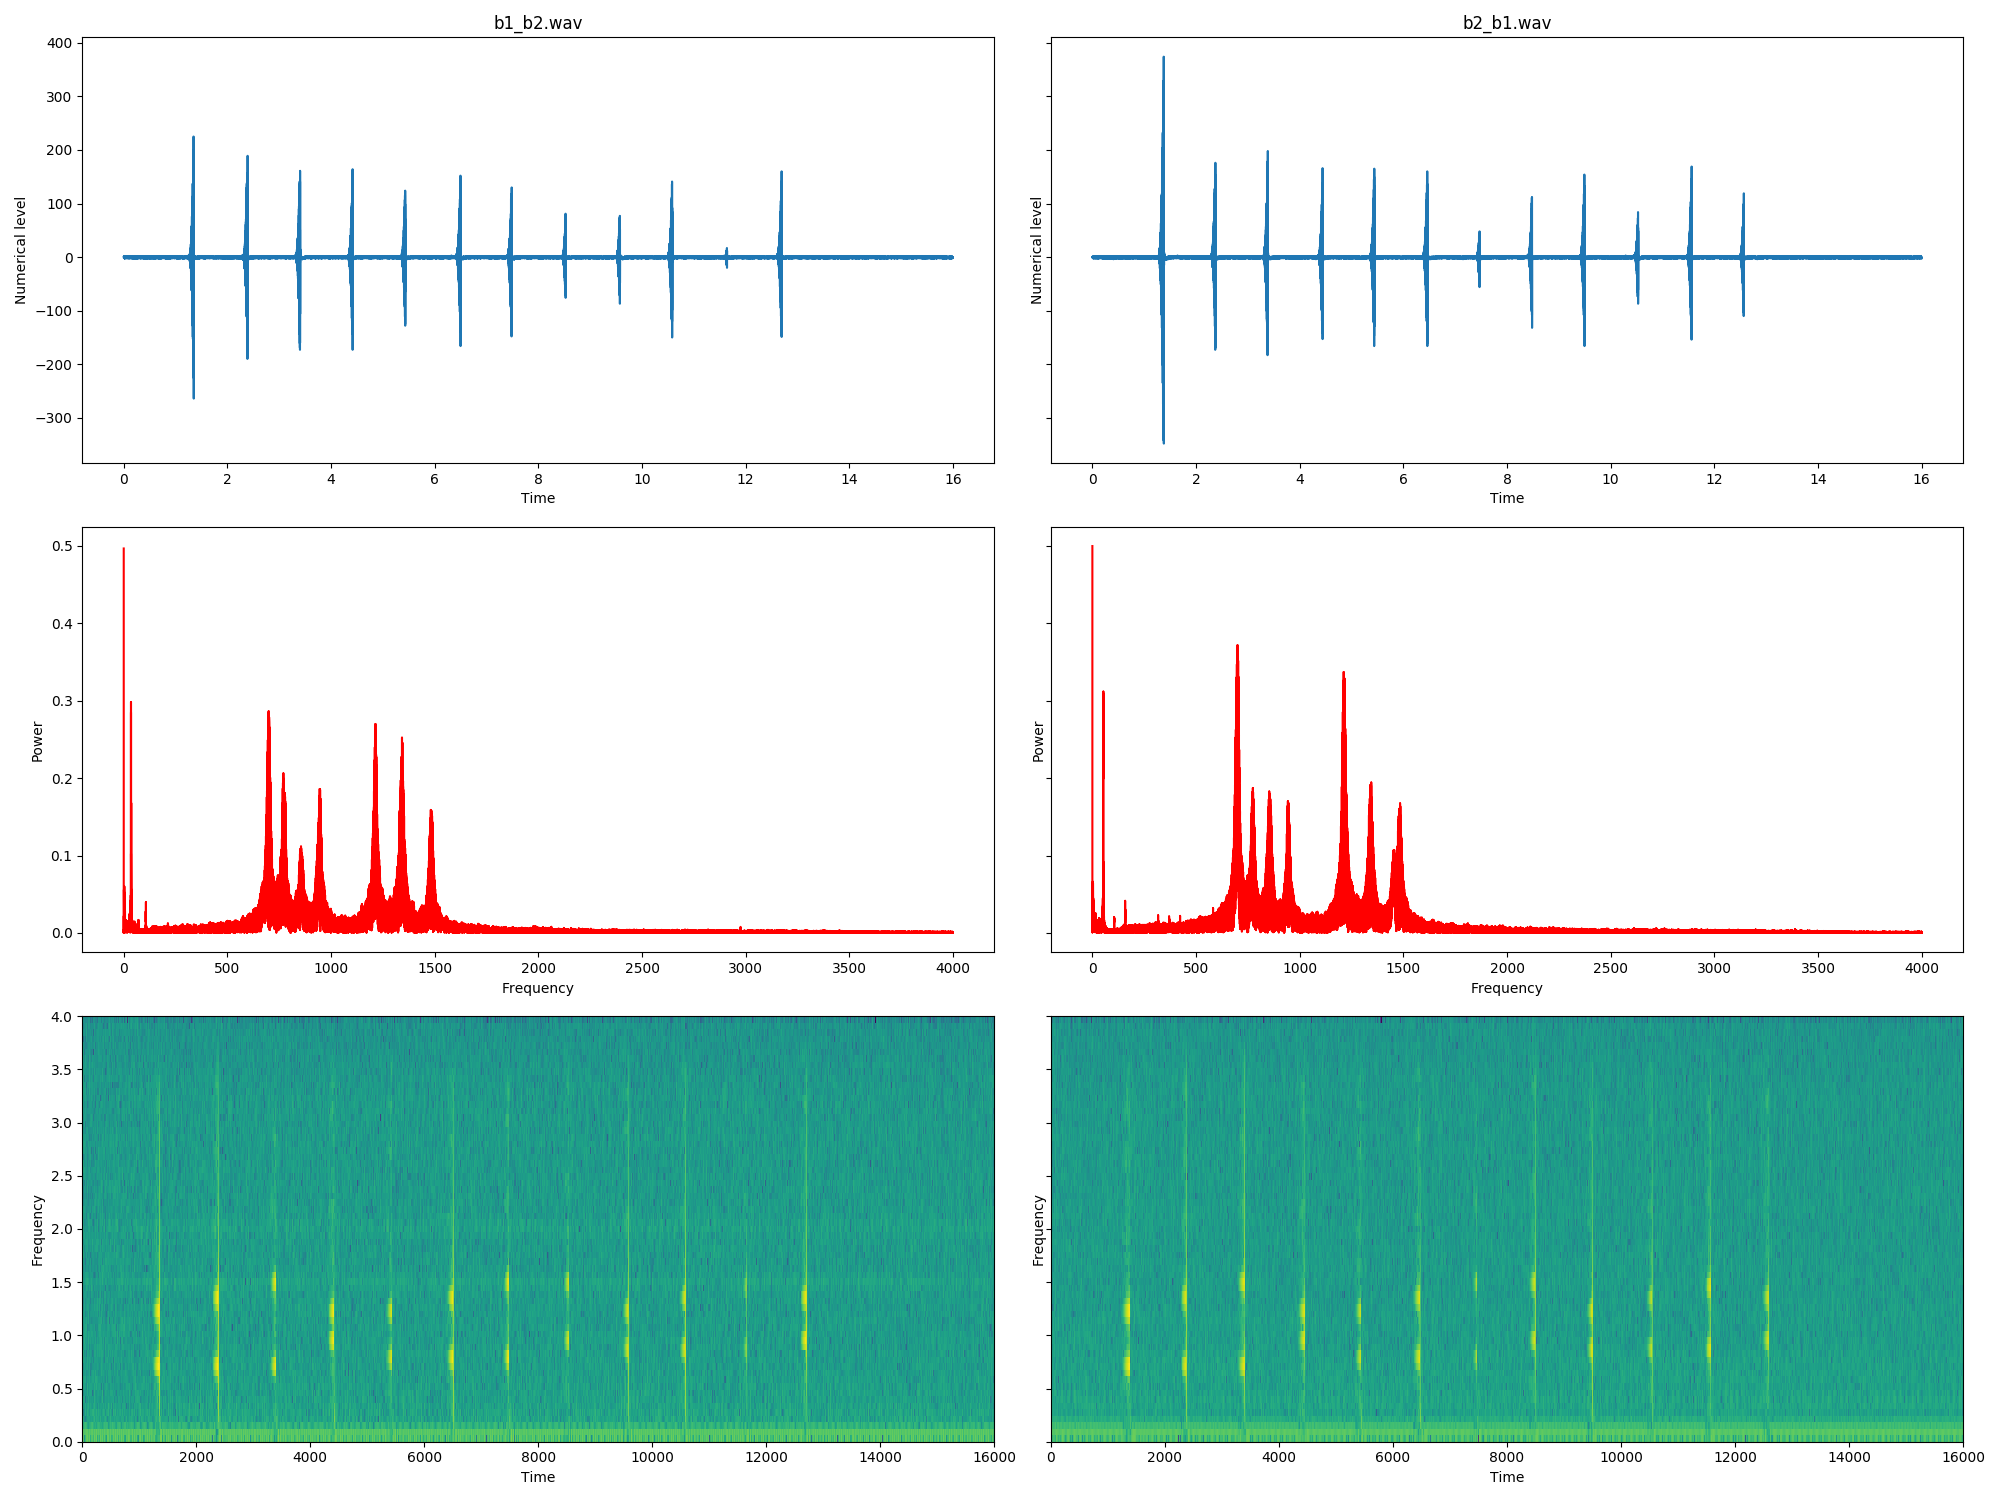 b1_b2.wav
b2_b1.wav
400
300
200
100
0
−100
−200
−300
Numerical level
Numerical level
0 2 4 6 8 10 12 14 16
0 2 4 6 8 10 12 14 16
Time
Time
0.5
0.4
0.3
0.2
0.1
0.0
Power
Power
0 500 1000 1500 2000 2500 3000 3500 4000
0 500 1000 1500 2000 2500 3000 3500 4000
Frequency
Frequency
4.0
3.5
3.0
2.5
2.0
1.5
1.0
0.5
0.0
Frequency
Frequency
0 2000 4000 6000 8000 10000 12000 14000 16000
0 2000 4000 6000 8000 10000 12000 14000 16000
Time
Time